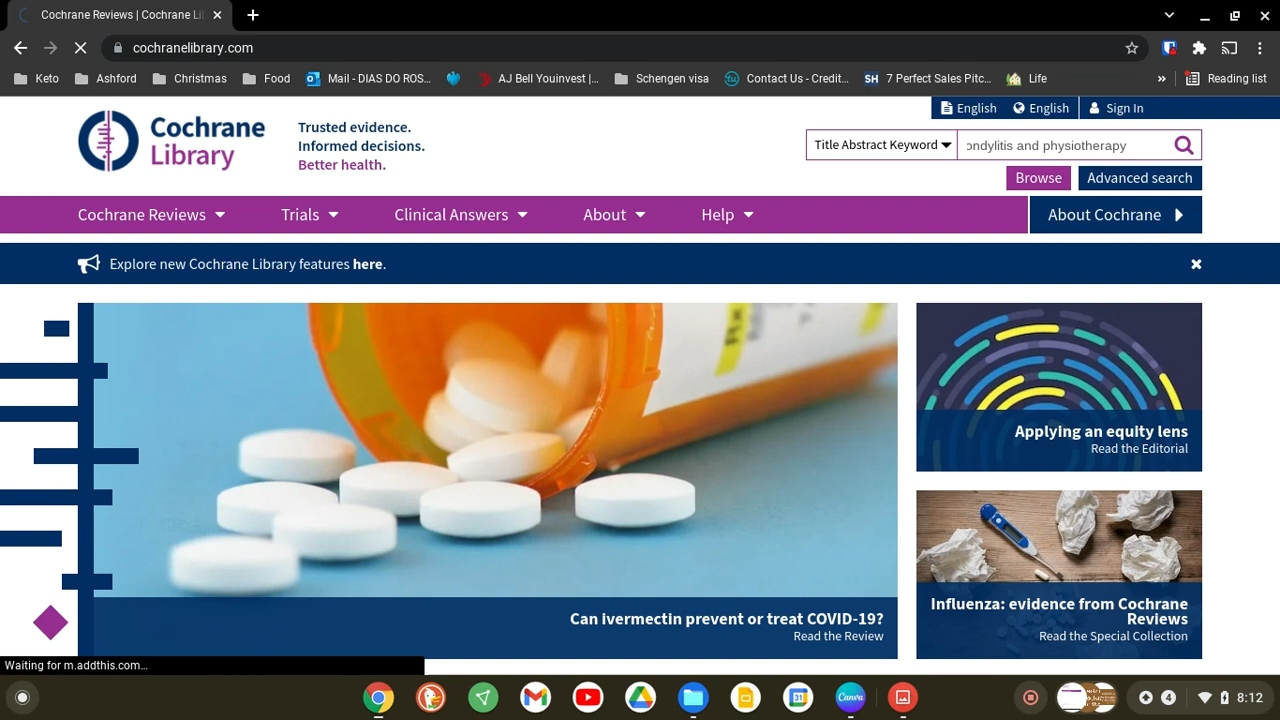 Cochrane Reviews | Cochrane Lib
cochranelibrary.com
Keto
Ashford
Christmas
Food
Mail - DIAS DO ROS...
AJ Bell Youinvest |...
Schengen visa
Contact Us - Credit...
SH 7 Perfect Sales Pitc...
Life
»
Reading list
English
English
Sign In
Cochrane
Library
Trusted evidence.
Informed decisions.
Better health.
Title Abstract Keyword
ondylitis and physiotherapy
Browse
Advanced search
Cochrane Reviews
Trials
Clinical Answers
About
Help
About Cochrane
Explore new Cochrane Library features here.
Can ivermectin prevent or treat COVID-19?
Read the Review
Applying an equity lens
Read the Editorial
Influenza: evidence from Cochrane
Reviews
Read the Special Collection
Waiting for m.addthis.com...
Canva
31
4
8:12